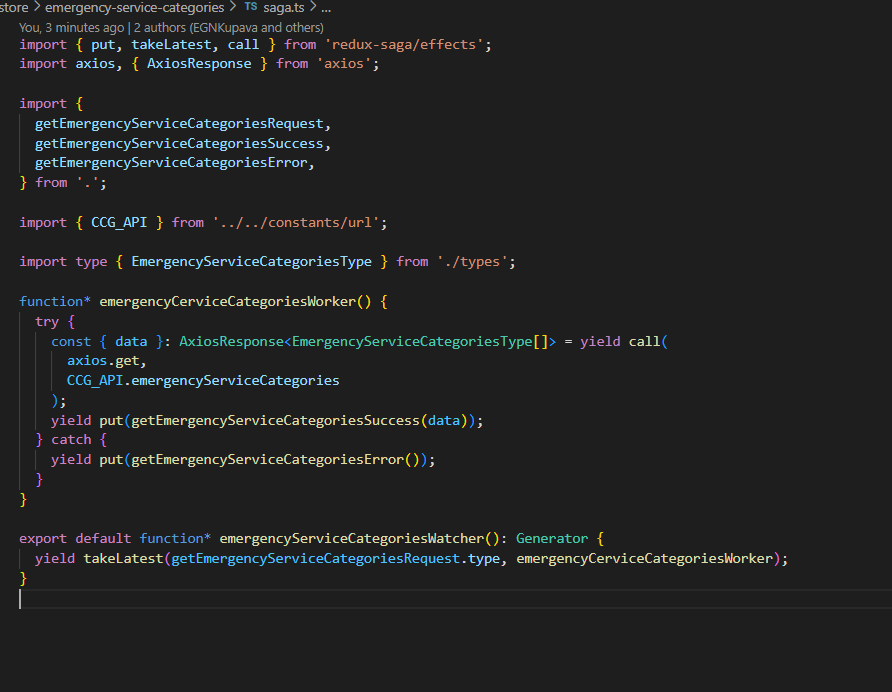 store > emergency-service-categories > TS saga.ts > ...
You, 3 minutes ago | 2 authors (EGNKupava and others)
import { put, takeLatest, call } from 'redux-saga/effects';
import axios, { AxiosResponse } from 'axios';
import {
getEmergencyServiceCategoriesRequest,
getEmergencyServiceCategoriesSuccess,
getEmergencyServiceCategoriesError,
} from '.';
import { CCG_API } from '../../constants/url';
import type { EmergencyServiceCategoriesType } from './types';
function* emergencyCerviceCategoriesWorker() {
try {
const { data }: AxiosResponse<EmergencyServiceCategoriesType[]> = yield call(
axios.get,
CCG_API.emergencyServiceCategories
);
yield put(getEmergencyServiceCategoriesSuccess(data));
} catch {
yield put(getEmergencyServiceCategoriesError());
}
}
export default function* emergencyServiceCategoriesWatcher(): Generator {
yield takeLatest(getEmergencyServiceCategoriesRequest.type, emergencyCerviceCategoriesWorker);
}